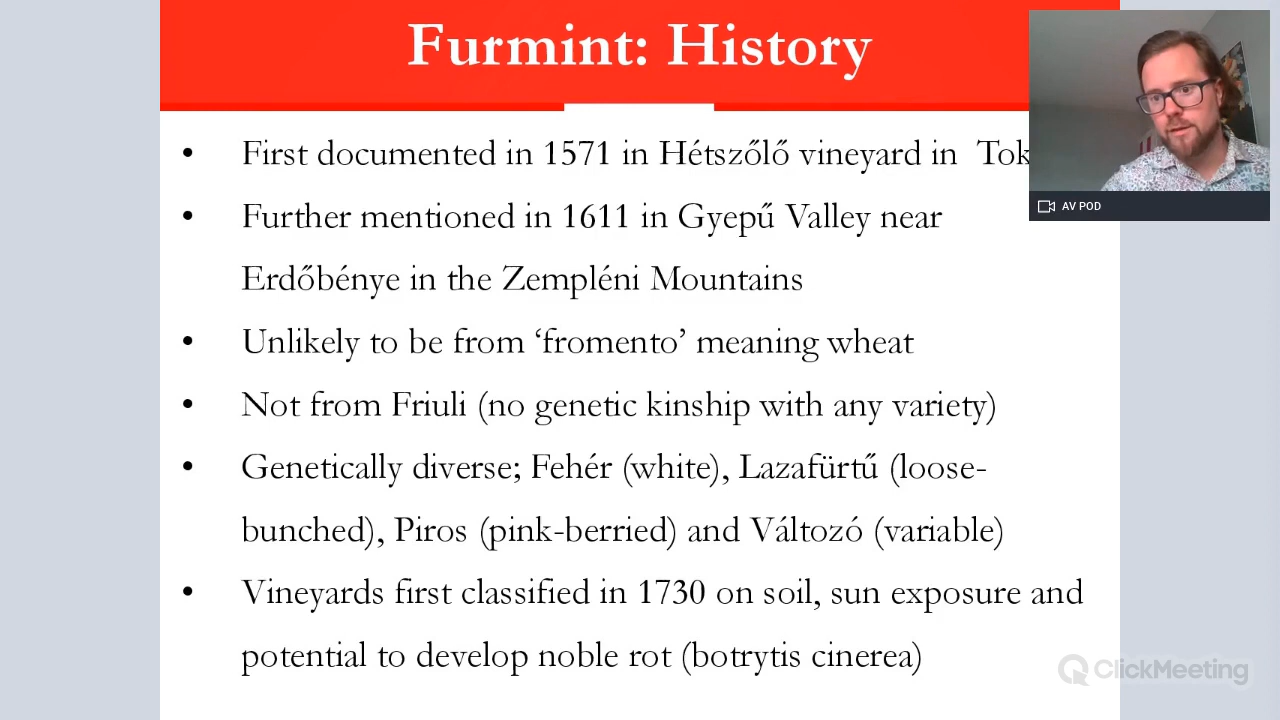 Furmint: History
• First documented in 1571 in Hétszőlő vineyard in Tok
• Further mentioned in 1611 in Gyepű Valley near
Erdőbénye in the Zempléni Mountains
• Unlikely to be from ‘fromento’ meaning wheat
• Not from Friuli (no genetic kinship with any variety)
• Genetically diverse; Fehér (white), Lazafürtű (loose-
bunched), Piros (pink-berried) and Változó (variable)
• Vineyards first classified in 1730 on soil, sun exposure and
potential to develop noble rot (botrytis cinerea)
AV POD
ClickMeeting